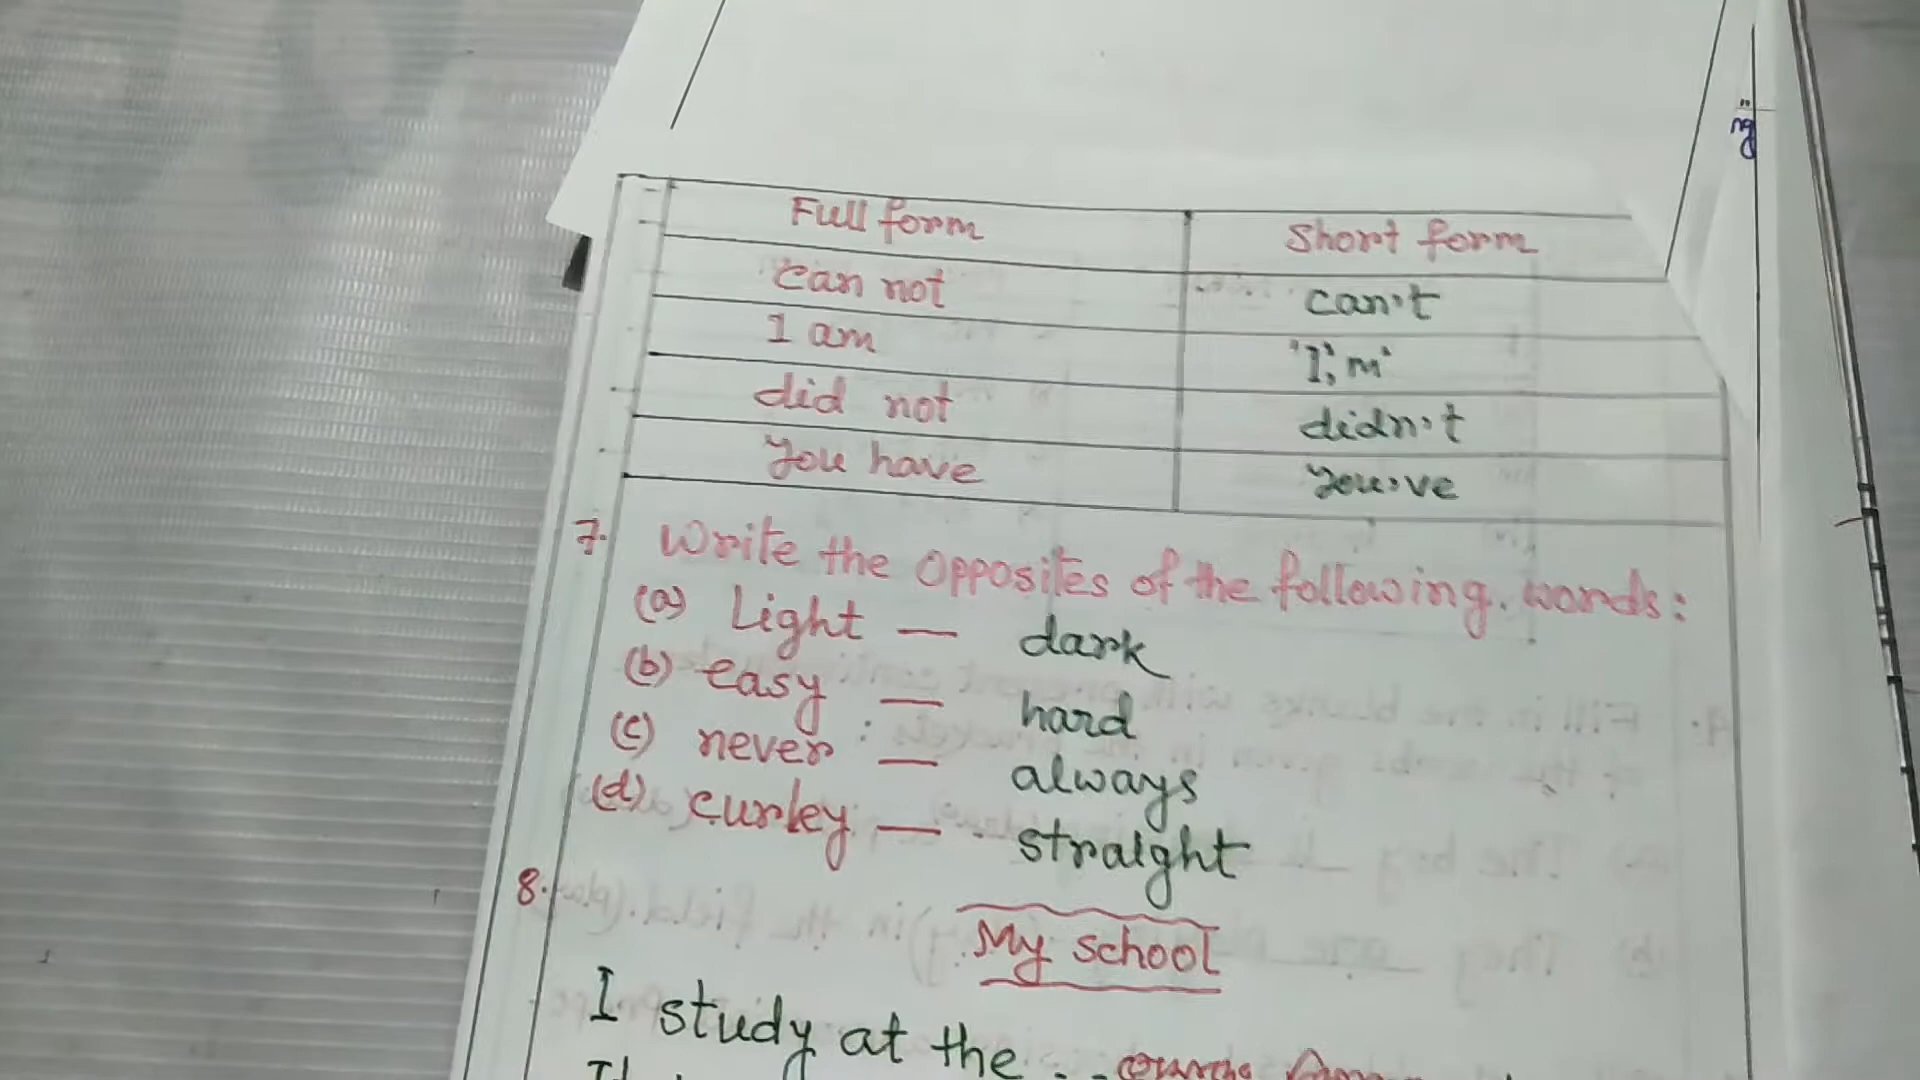 ng
Full form Short form
can not can't
I am 'I'm'
did not didn't
You have You've
7. Write the opposites of the following. words:
(a) Light — dark
(b) easy — hard
(c) never : — always
(d) curley — straight
8.
My school
I study at the